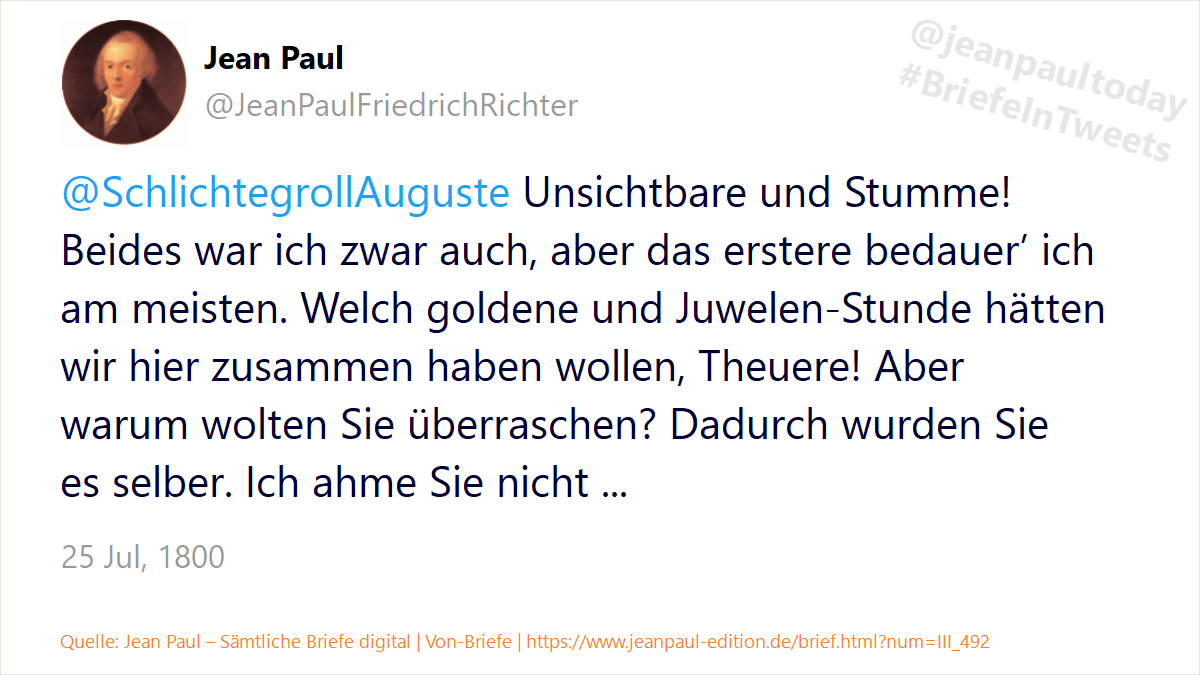 Jean Paul
@JeanPaulFriedrichRichter
@jeanpaultoday
#BriefeInTweets
@SchlichtegrollAuguste Unsichtbare und Stumme!
Beides war ich zwar auch, aber das erstere bedauer’ ich
am meisten. Welch goldene und Juwelen-Stunde hätten
wir hier zusammen haben wollen, Theuere! Aber
warum wolten Sie überraschen? Dadurch wurden Sie
es selber. Ich ahme Sie nicht ...
25 Jul, 1800
Quelle: Jean Paul – Sämtliche Briefe digital | Von-Briefe | https://www.jeanpaul-edition.de/brief.html?num=III_492